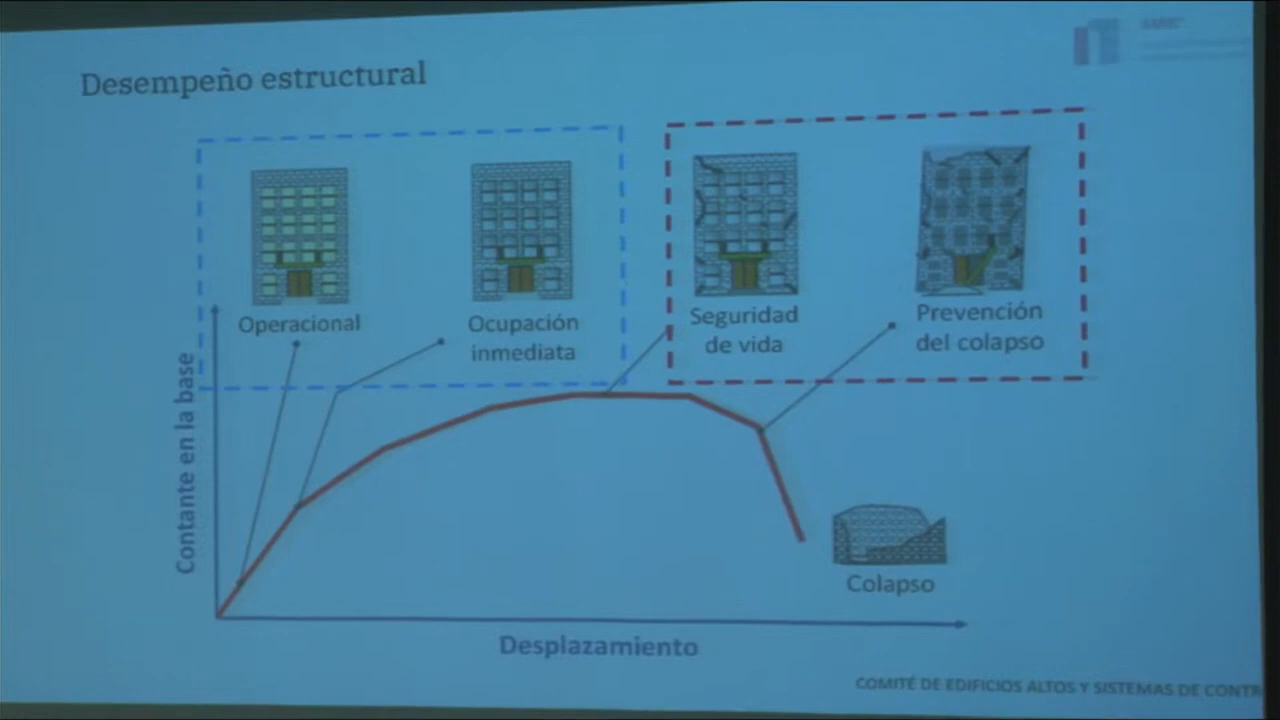 Desempeño estructural
Operacional
Ocupación
inmediata
Seguridad
de vida
Prevención
del colapso
Contante en la base
Colapso
Desplazamiento
COMITÉ DE EDIFICIOS ALTOS Y SISTEMAS DE CONTR